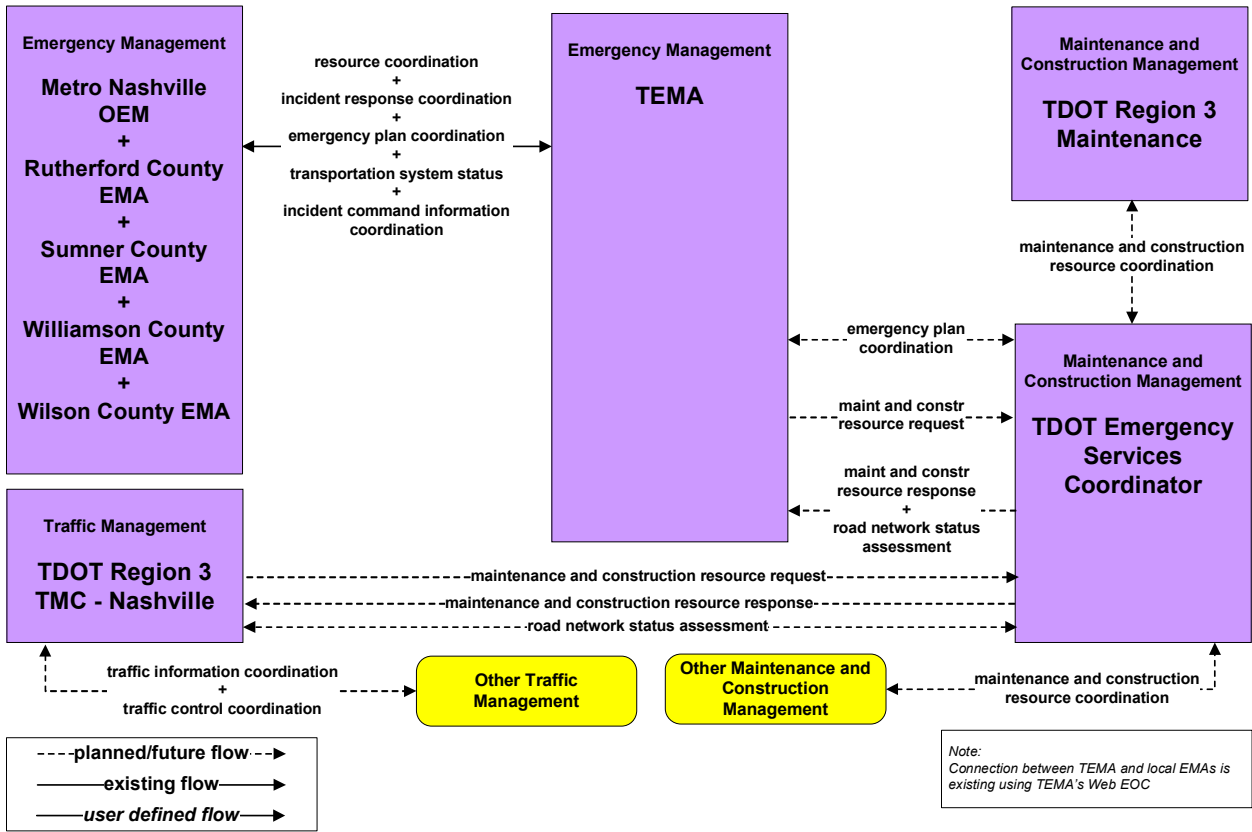 Emergency Management
Metro Nashville
OEM
+
Rutherford County
EMA
+
Sumner County
EMA
+
Williamson County
EMA
+
Wilson County EMA
resource coordination
+
incident response coordination
+
emergency plan coordination
+
transportation system status
+
incident command information
coordination
Emergency Management
TEMA
Maintenance and
Construction Management
TDOT Region 3
Maintenance
maintenance and construction
resource coordination
emergency plan
coordination
maint and constr
resource request
maint and constr
resource response
+
road network status
assessment
Maintenance and
Construction Management
TDOT Emergency
Services
Coordinator
Traffic Management
TDOT Region 3
TMC - Nashville
maintenance and construction resource request
maintenance and construction resource response
road network status assessment
traffic information coordination
+
traffic control coordination
Other Traffic
Management
Other Maintenance and
Construction
Management
maintenance and construction
resource coordination
planned/future flow
existing flow
user defined flow
Note:
Connection between TEMA and local EMAs is
existing using TEMA's Web EOC